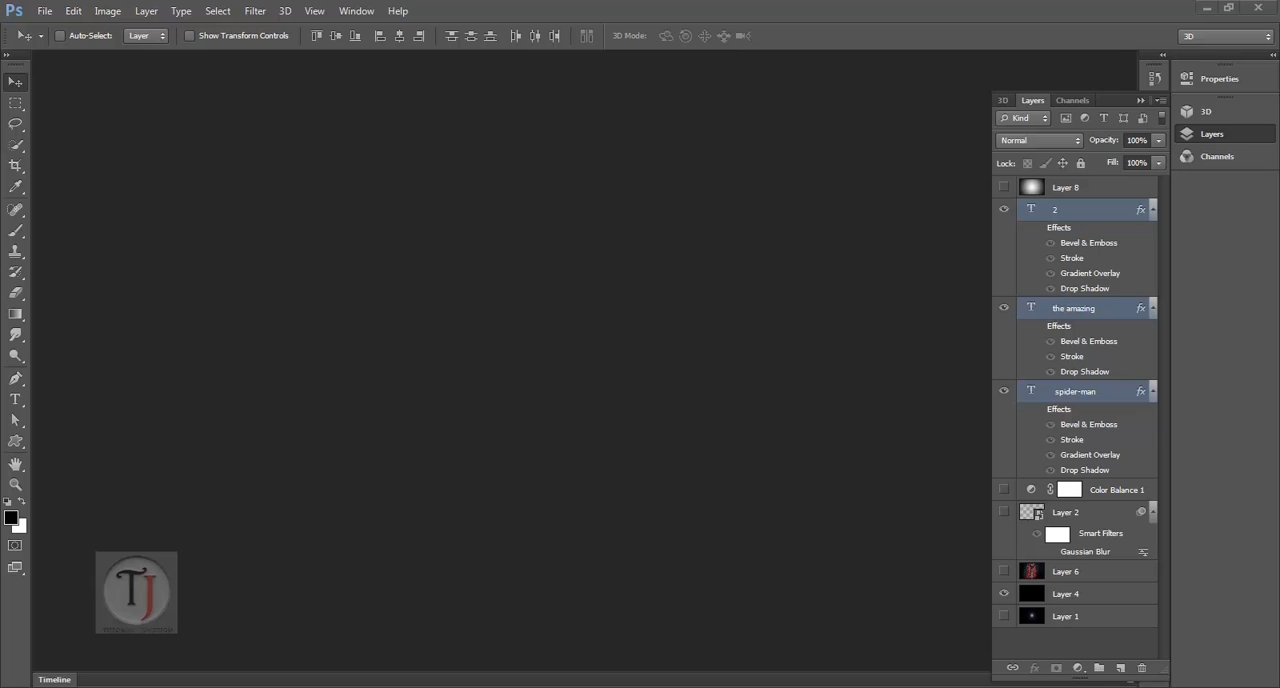 Ps File Edit Image Layer Type Select Filter 3D View Window Help
Auto-Select: Layer Show Transform Controls 3D Mode: 3D
Properties
3D Layers Channels
3D
Kind
Layers
Normal Opacity: 100%
Channels
Lock: Fill: 100%
Layer 8
T 2 fx
Effects
Bevel & Emboss
Stroke
Gradient Overlay
Drop Shadow
T the amazing fx
Effects
Bevel & Emboss
Stroke
Drop Shadow
T spider-man fx
Effects
Bevel & Emboss
Stroke
Gradient Overlay
Drop Shadow
Color Balance 1
Layer 2
Smart Filters
Gaussian Blur
Layer 6
Layer 4
Layer 1
TJ
Timeline